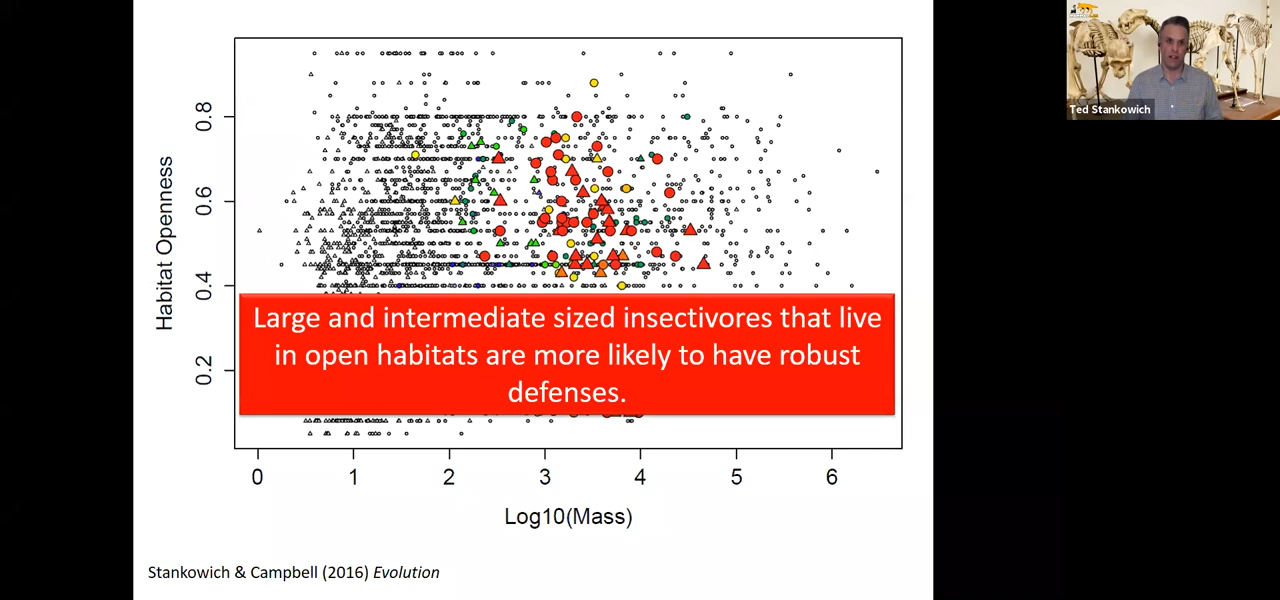 Ted Stankowich
Habitat Openness
0.8
0.6
0.4
0.2
Large and intermediate sized insectivores that live
in open habitats are more likely to have robust
defenses.
0 1 2 3 4 5 6
Log10(Mass)
Stankowich & Campbell (2016) Evolution